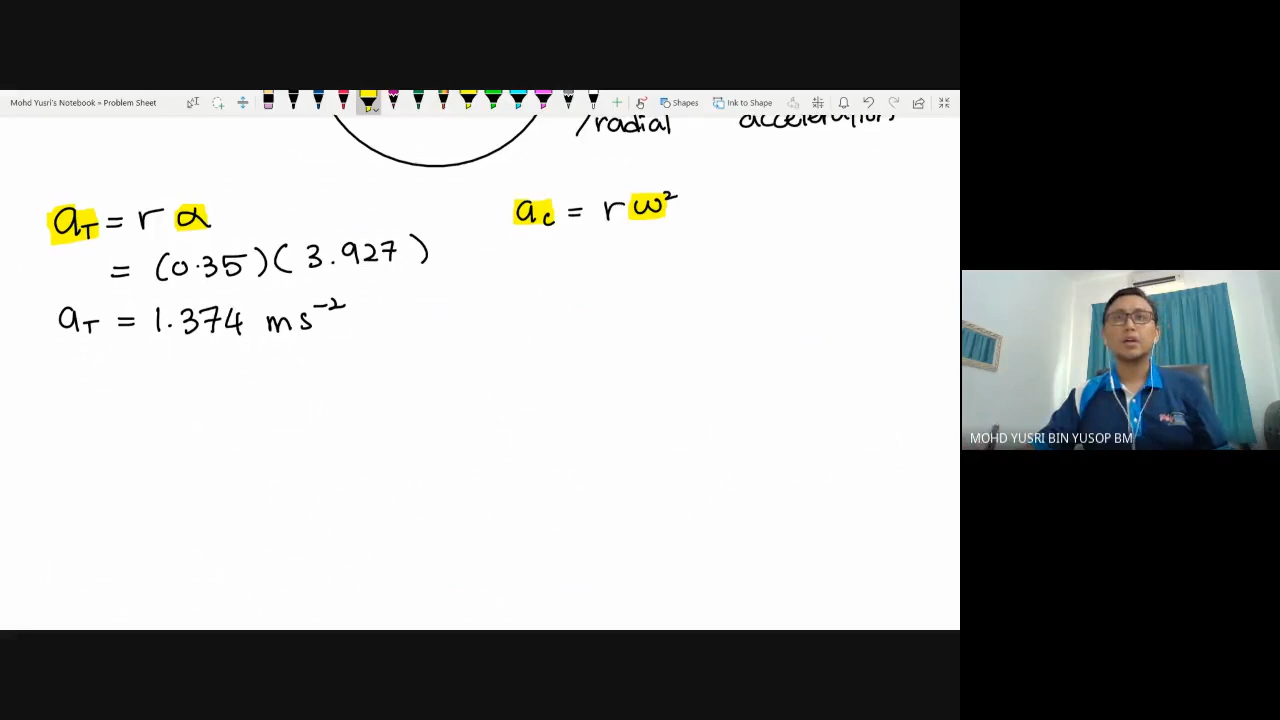 Mohd Yusri's Notebook » Problem Sheet
Shapes
Ink to Shape
/radial
acceleration
aT = r α
= (0.35)(3.927)
aT = 1.374 ms⁻²
ac = r ω²
MOHD YUSRI BIN YUSOP BM